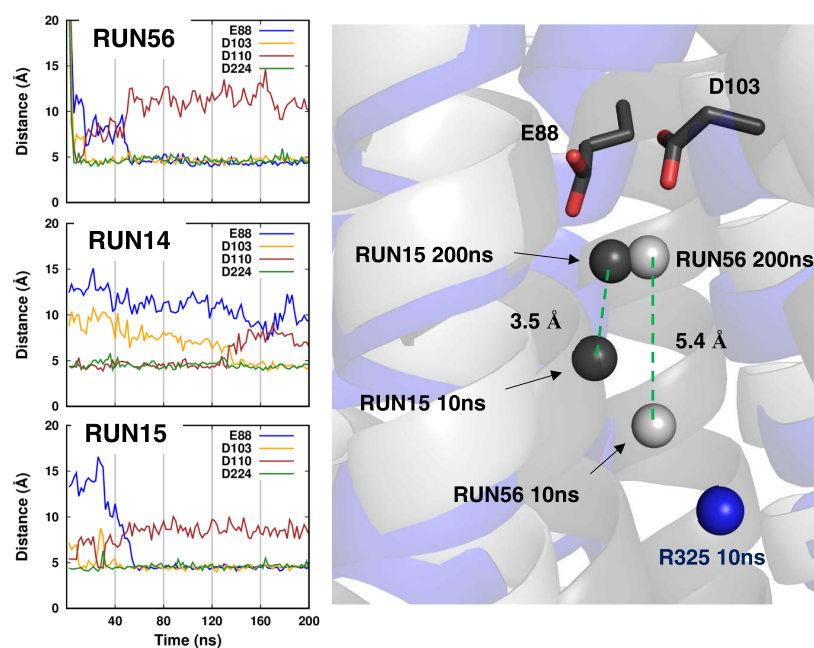 RUN56
E88
D103
D110
D224
Distance (Å)
20
15
10
5
0
RUN14
E88
D103
D110
D224
Distance (Å)
20
15
10
5
0
RUN15
E88
D103
D110
D224
Distance (Å)
20
15
10
5
0
40 80 120 160 200
Time (ns)
D103
E88
RUN15 200ns
RUN56 200ns
3.5 Å
5.4 Å
RUN15 10ns
RUN56 10ns
R325 10ns